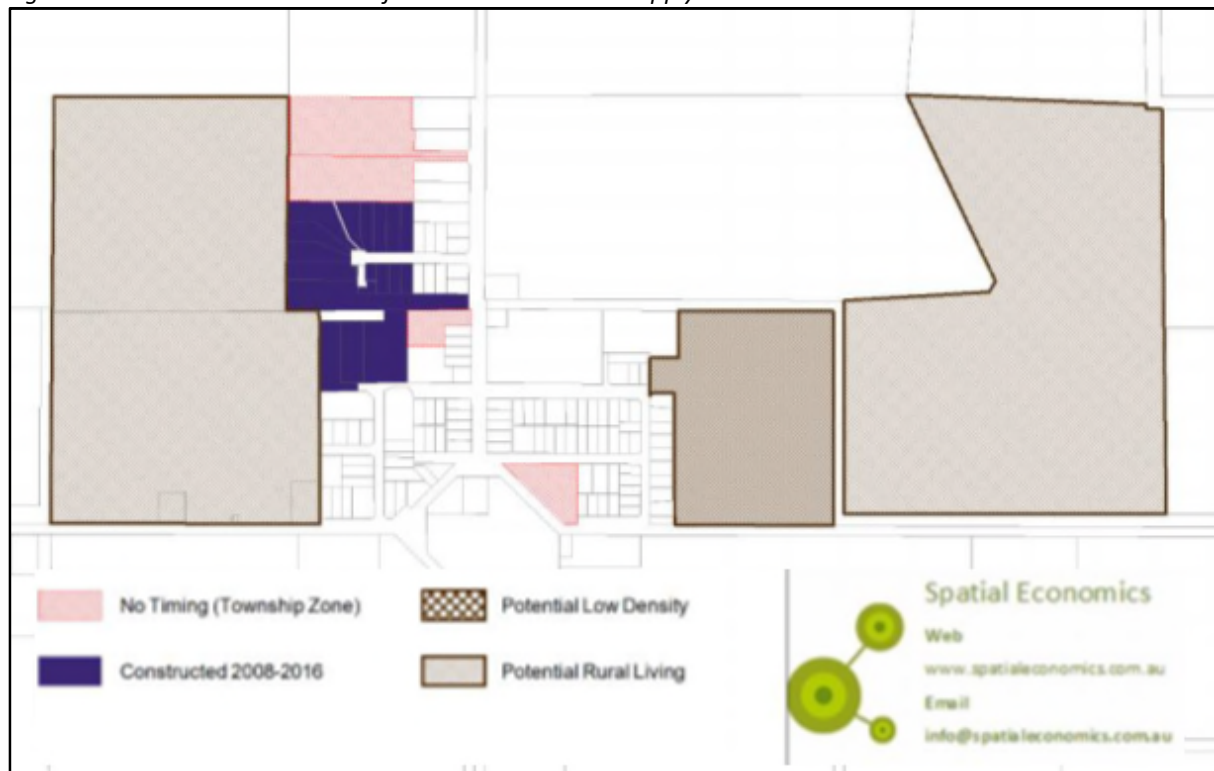 No Timing (Township Zone)
Potential Low Density
Constructed 2008-2016
Potential Rural Living
Spatial Economics
Web
www.spatialeconomics.com.au
Email
info@spatialeconomics.com.au